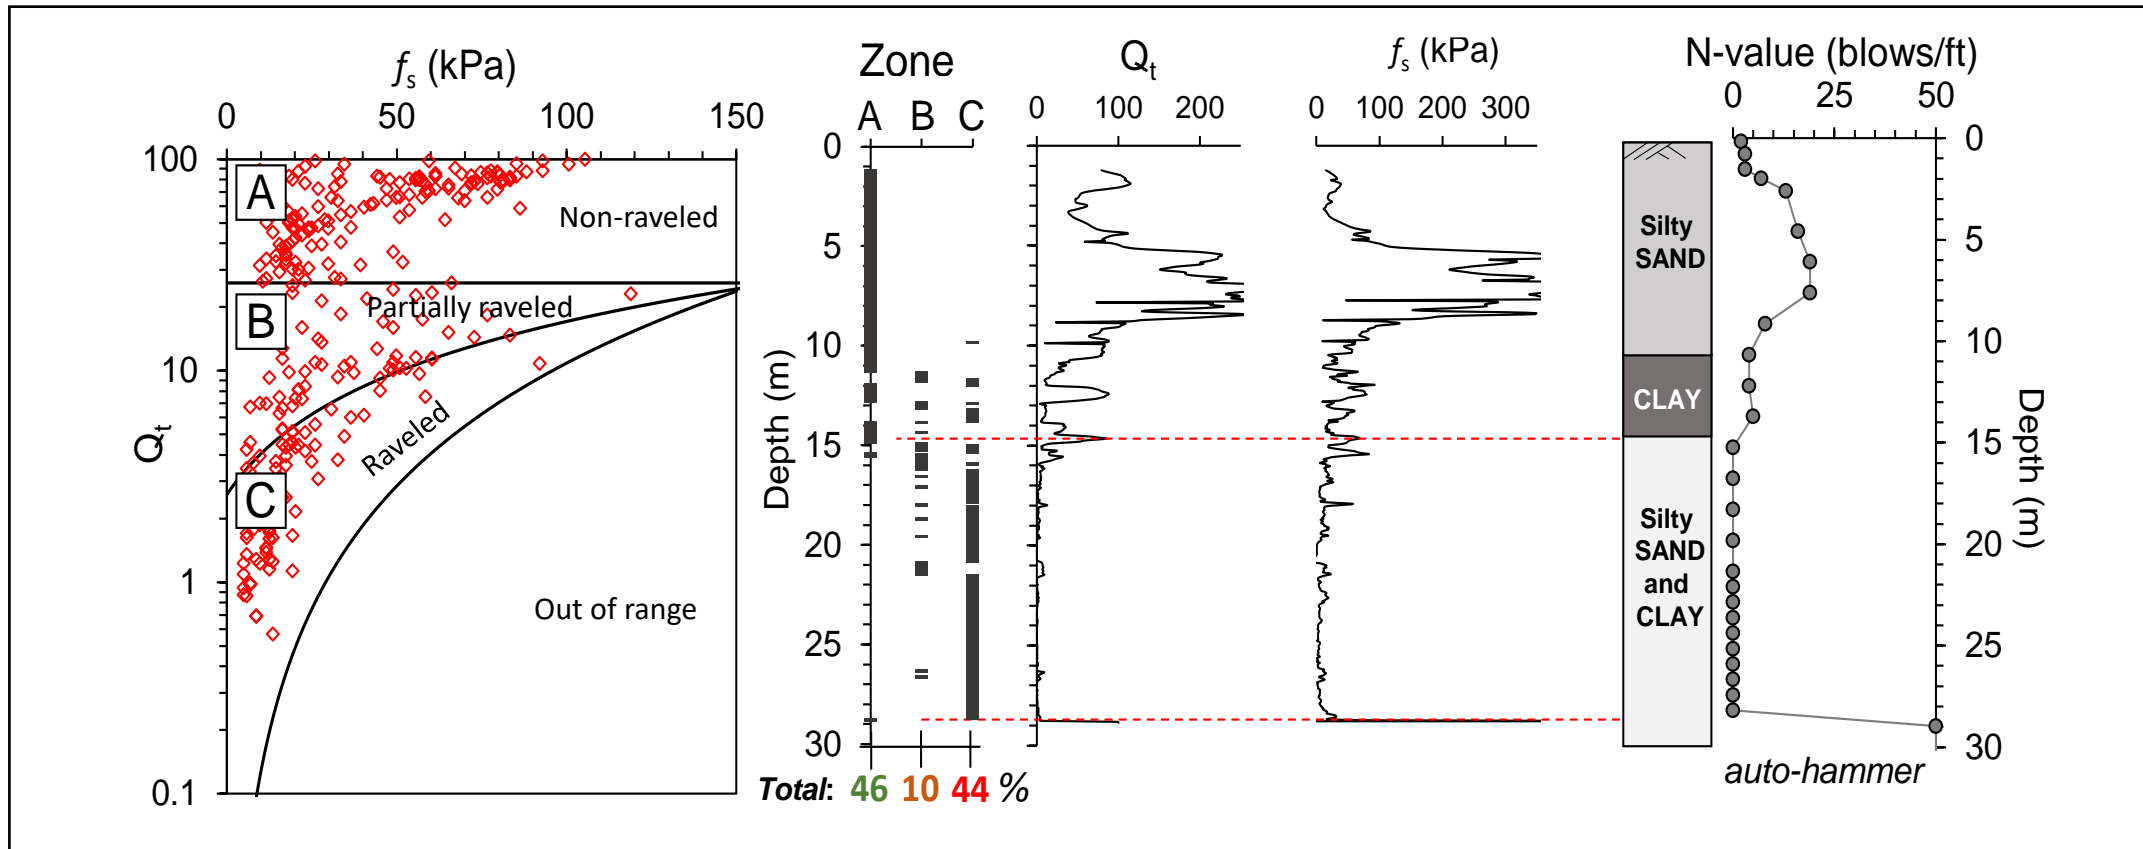 fs (kPa)
0 50 100 150
100
10
1
0.1
Qt
A
B
C
Non-raveled
Partially raveled
Raveled
Out of range
Zone
A B C
0
5
10
15
20
25
30
Depth (m)
Total: 46 10 44 %
Qt
0 100 200
fs (kPa)
0 100 200 300
Silty
SAND
CLAY
Silty
SAND
and
CLAY
N-value (blows/ft)
0 25 50
0
5
10
15
20
25
30
Depth (m)
auto-hammer